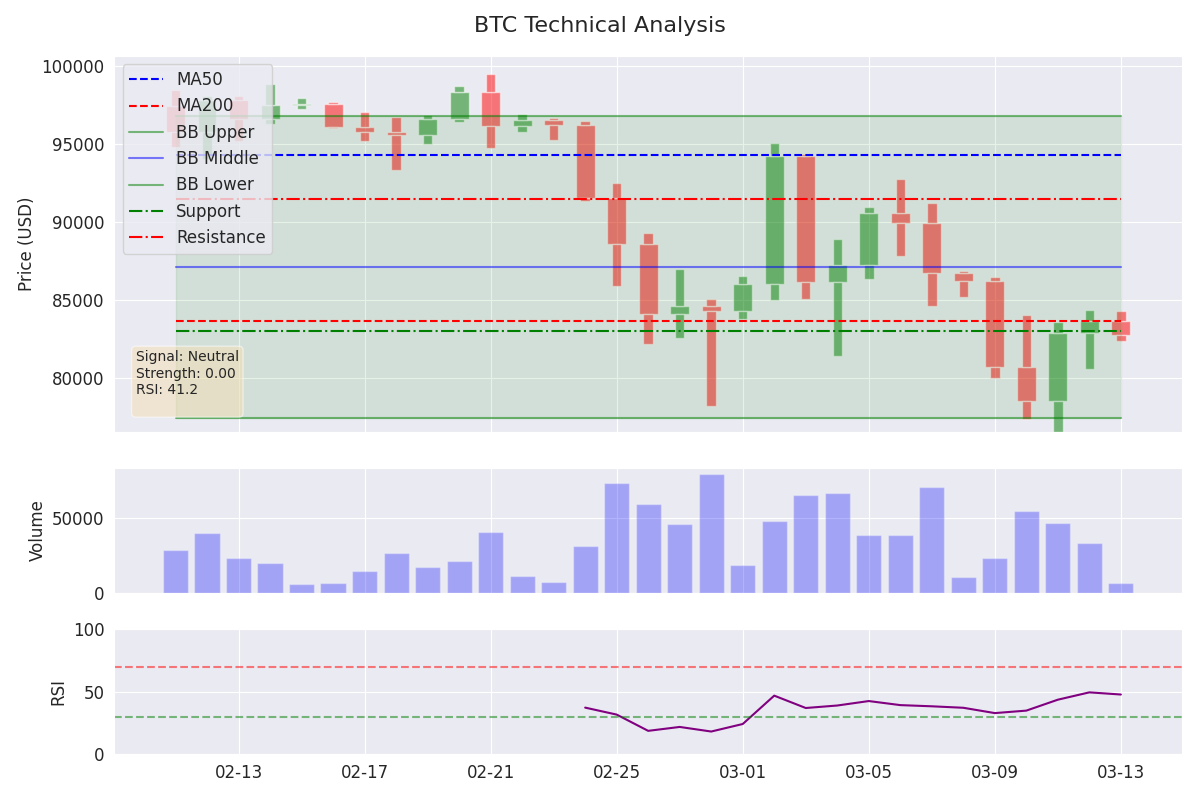 BTC Technical Analysis
Price (USD)
100000
95000
90000
85000
80000
MA50
MA200
BB Upper
BB Middle
BB Lower
Support
Resistance
Signal: Neutral
Strength: 0.00
RSI: 41.2
Volume
50000
0
RSI
100
50
0
02-13 02-17 02-21 02-25 03-01 03-05 03-09 03-13